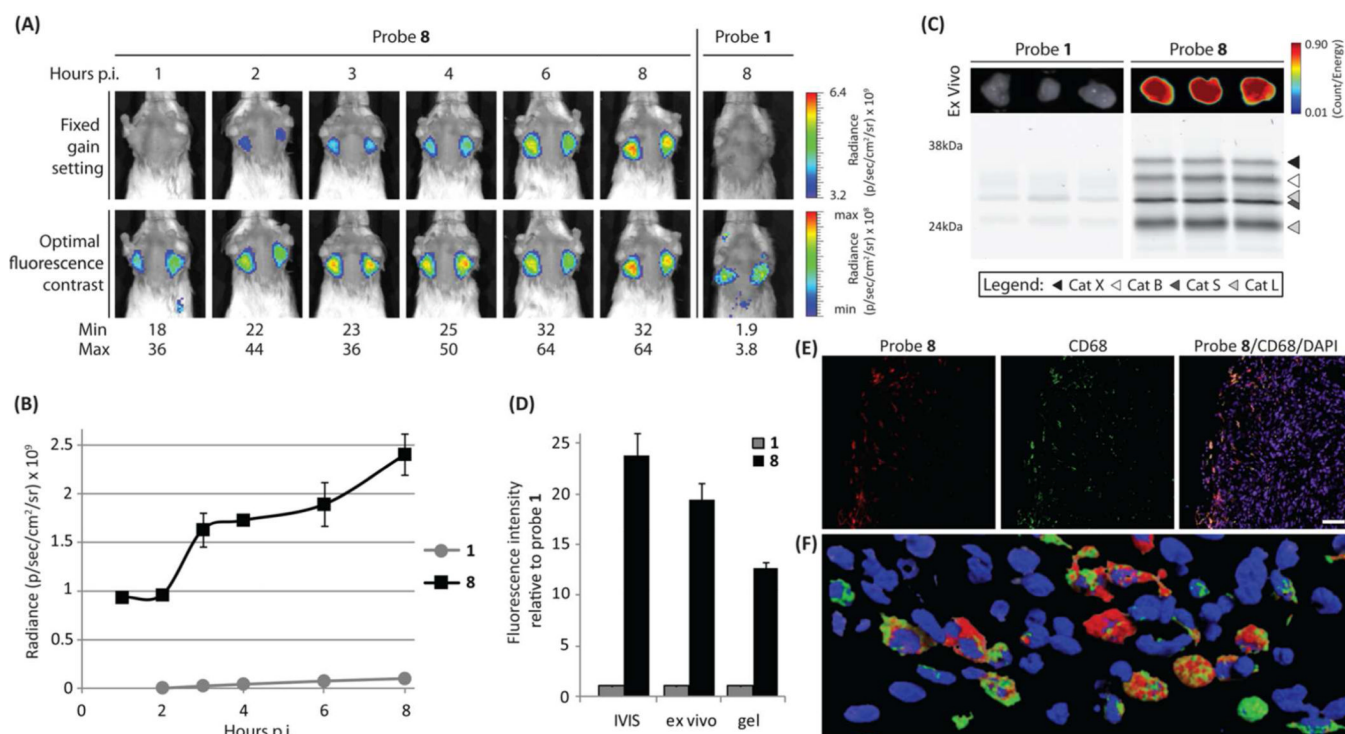 (A)
Probe 8 Probe 1
Hours p.i. 1 2 3 4 6 8 8
Fixed
gain
setting
6.4
3.2
Radiance
(p/sec/cm²/sr) x 10⁹
Optimal
fluorescence
contrast
max
min
Radiance
(p/sec/cm²/sr) x 10⁸
Min 18 22 23 25 32 32 1.9
Max 36 44 36 50 64 64 3.8
(B)
Radiance (p/sec/cm²/sr) x 10⁹
2.5
2
1.5
1
0.5
0
0 2 4 6 8
Hours p.i.
1
8
(C)
Probe 1 Probe 8
Ex Vivo
0.90
0.01
(Count/Energy)
38kDa
24kDa
Legend: Cat X Cat B Cat S Cat L
(D)
Fluorescence intensity
relative to probe 1
25
20
15
10
5
0
1
8
IVIS ex vivo gel
(E)
Probe 8 CD68 Probe 8/CD68/DAPI
(F)